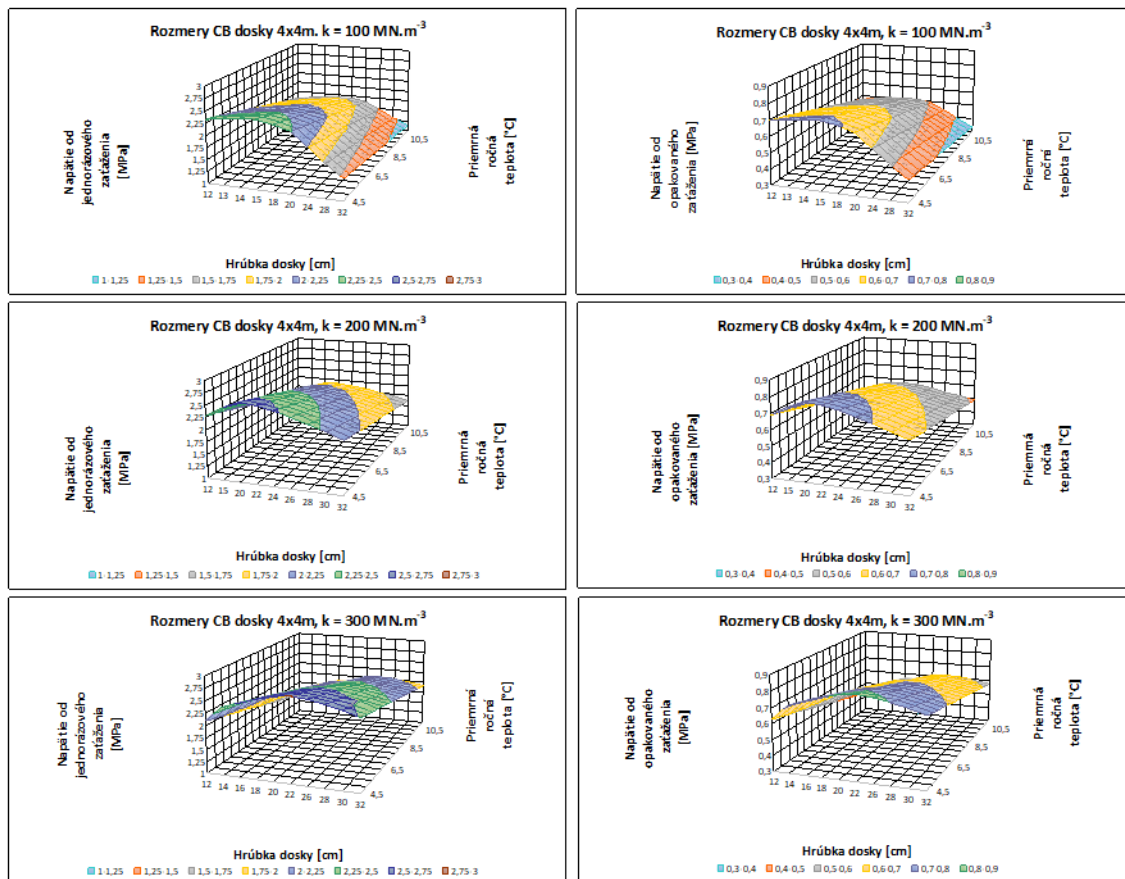 Rozmery CB dosky 4x4m. k = 100 MN.m-3
Napätie od
jednorázového
zaťaženia
[MPa]
3
2,75
2,5
2,25
2
1,75
1,5
1,25
1
12 13 14 15 17 20 24 28 32
4,5
6,5
8,5
10,5
Priemrná
ročná
teplota [°C]
Hrúbka dosky [cm]
1-1,25 1,25-1,5 1,5-1,75 1,75-2 2-2,25 2,25-2,5 2,5-2,75 2,75-3
Rozmery CB dosky 4x4m, k = 100 MN.m-3
Napätie od
opakovaného
zaťaženia [MPa]
0,9
0,8
0,7
0,6
0,5
0,4
0,3
12 13 14 15 17 20 24 28 32
4,5
6,5
8,5
10,5
Priemrní
ročné
teplota [°C]
Hrúbka dosky [cm]
0,3-0,4 0,4-0,5 0,5-0,6 0,6-0,7 0,7-0,8 0,8-0,9
Rozmery CB dosky 4x4m, k = 200 MN.m-3
Napätie od
jednorázového
zaťaženia
[MPa]
3
2,75
2,5
2,25
2
1,75
1,5
1,25
1
12 15 18 20 22 24 26 28 30 32
4,5
6,5
8,5
10,5
Priemrná
ročná
teplota [°C]
Hrúbka dosky [cm]
1-1,25 1,25-1,5 1,5-1,75 1,75-2 2-2,25 2,25-2,5 2,5-2,75 2,75-3
Rozmery CB dosky 4x4m, k = 200 MN.m-3
Napätie od
opakovaného
zaťaženia [MPa]
0,9
0,8
0,7
0,6
0,5
0,4
0,3
12 15 18 20 22 24 26 28 30 32
4,5
6,5
8,5
10,5
Priemrná
ročná
teplota [°C]
Hrúbka dosky [cm]
0,3-0,4 0,4-0,5 0,5-0,6 0,6-0,7 0,7-0,8 0,8-0,9
Rozmery CB dosky 4x4m, k = 300 MN.m-3
Napätie od
jednorázového
zaťaženia
[MPa]
3
2,75
2,5
2,25
2
1,75
1,5
1,25
1
12 14 16 18 20 22 24 26 28 30 32
4,5
6,5
8,5
10,5
Priemrná
ročná
teplota [°C]
Hrúbka dosky [cm]
1-1,25 1,25-1,5 1,5-1,75 1,75-2 2-2,25 2,25-2,5 2,5-2,75 2,75-3
Rozmery CB dosky 4x4m, k = 300 MN.m-3
Napätie od
opakovaného
zaťaženia
[MPa]
0,9
0,8
0,7
0,6
0,5
0,4
0,3
12 14 16 18 20 22 24 26 28 30 32
4,5
6,5
8,5
10,5
Priemrná
ročná
teplota [°C]
Hrúbka dosky [cm]
0,3-0,4 0,4-0,5 0,5-0,6 0,6-0,7 0,7-0,8 0,8-0,9